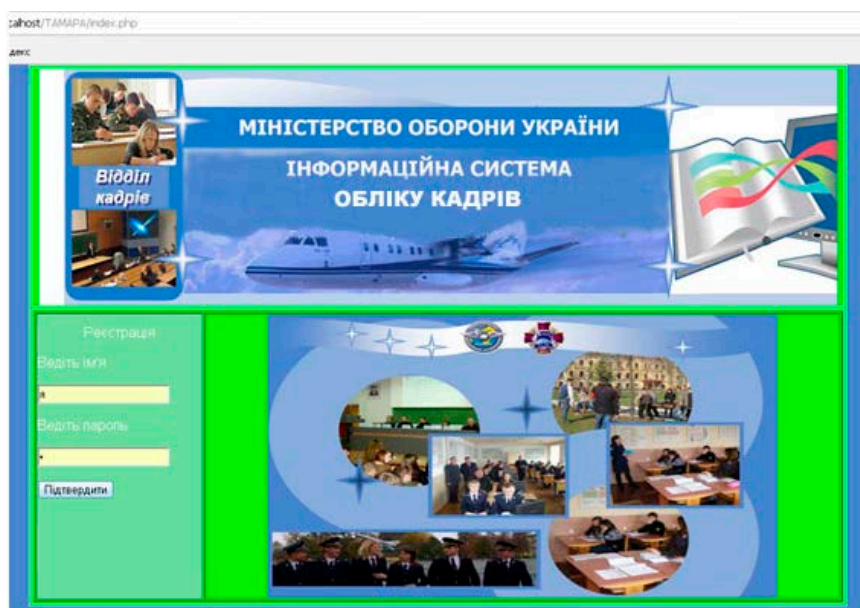 calhost/TAMAPA/index.php
декс
Відділ
кадрів
МІНІСТЕРСТВО ОБОРОНИ УКРАЇНИ
ІНФОРМАЦІЙНА СИСТЕМА
ОБЛІКУ КАДРІВ
Реєстрація
Ведіть ім'я
я
Ведіть пароль
Підтвердити